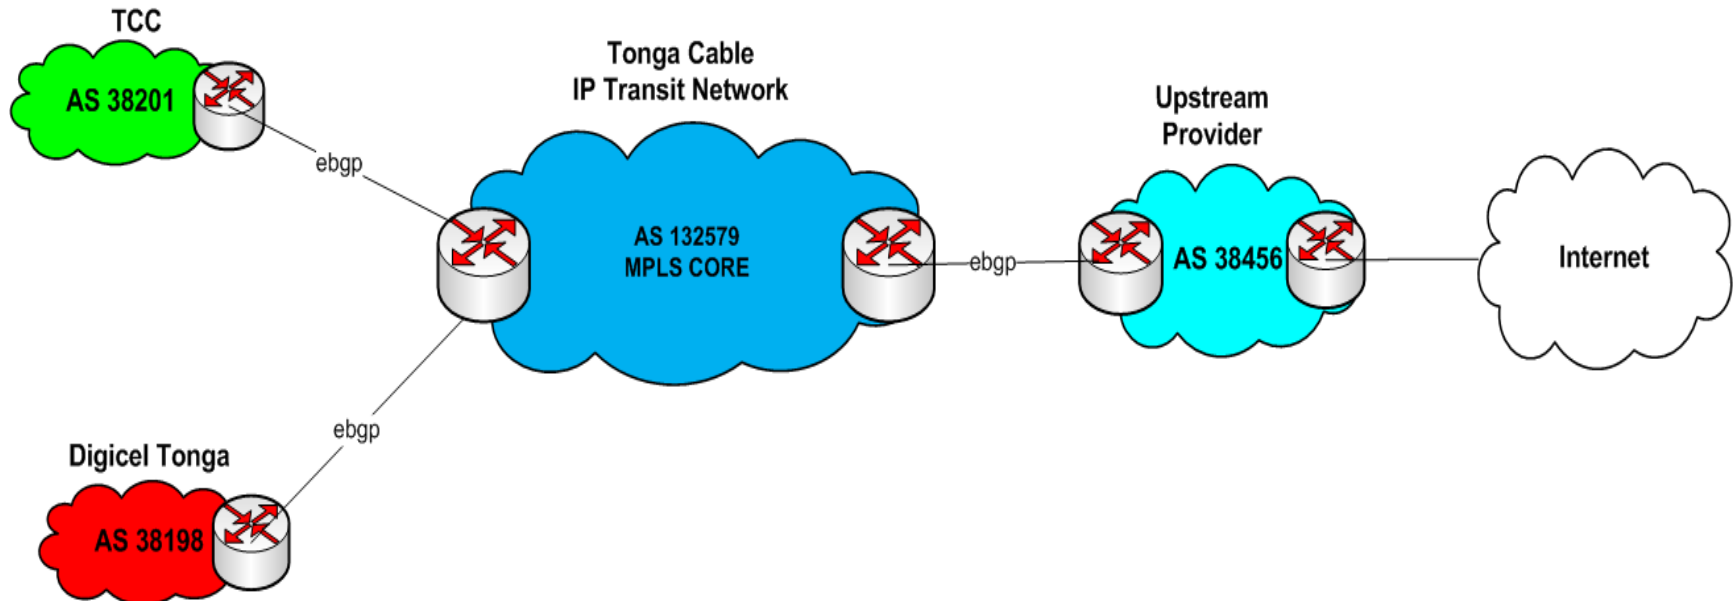 TCC
AS 38201
ebgp
Tonga Cable
IP Transit Network
AS 132579
MPLS CORE
ebgp
Upstream
Provider
AS 38456
Internet
ebgp
Digicel Tonga
AS 38198